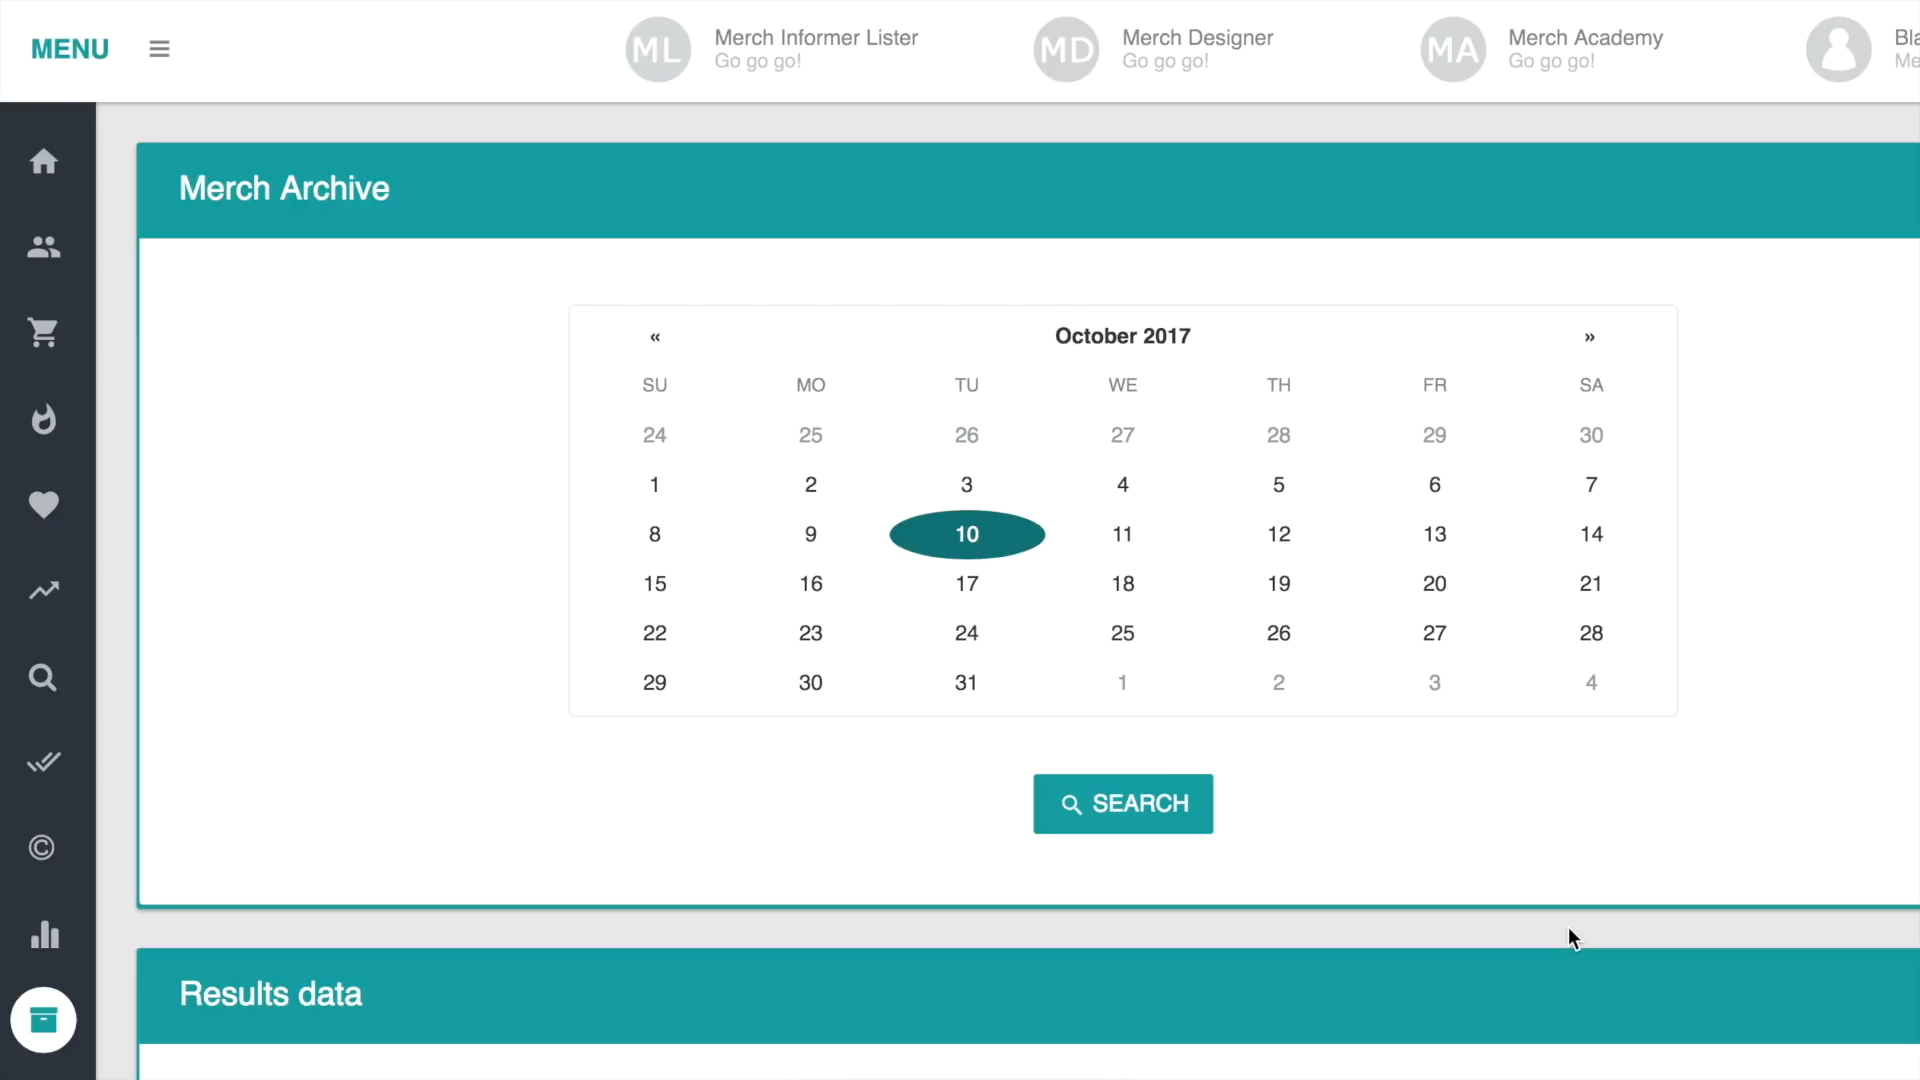 MENU
ML
Merch Informer Lister
Go go go!
MD
Merch Designer
Go go go!
MA
Merch Academy
Go go go!
Merch Archive
« October 2017 »
SU MO TU WE TH FR SA
24 25 26 27 28 29 30
1 2 3 4 5 6 7
8 9 10 11 12 13 14
15 16 17 18 19 20 21
22 23 24 25 26 27 28
29 30 31 1 2 3 4
SEARCH
©
Results data